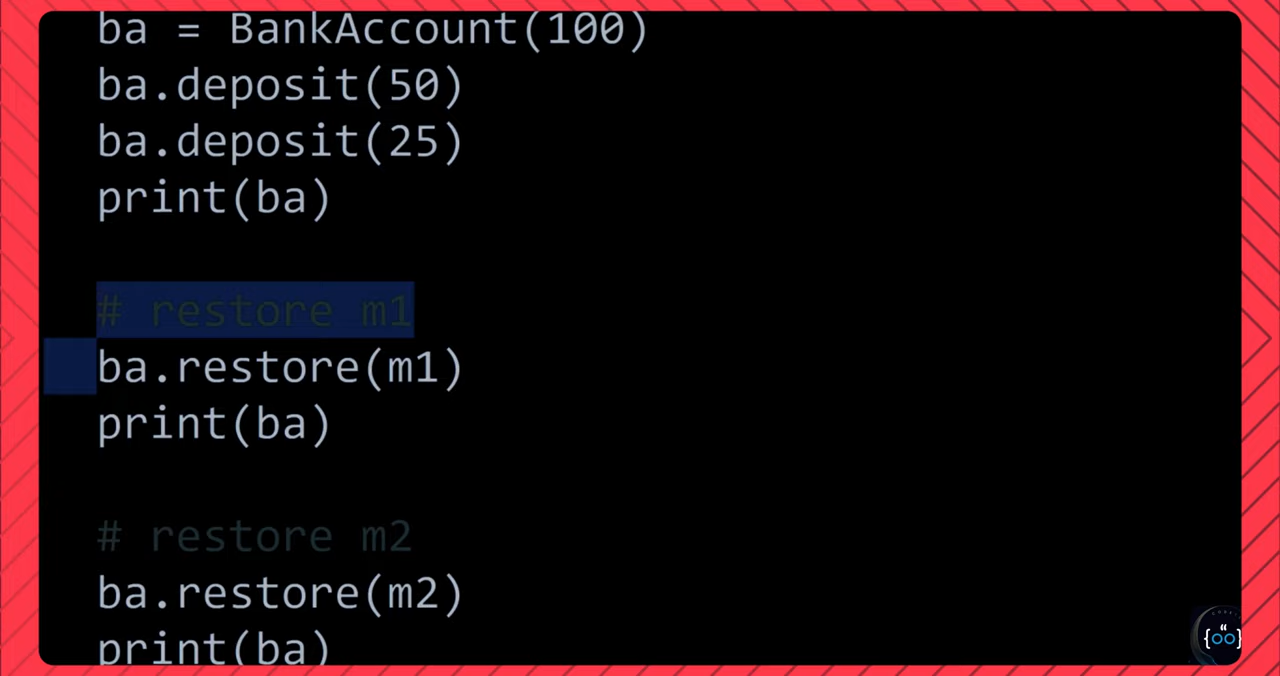 ba = BankAccount(100)
ba.deposit(50)
ba.deposit(25)
print(ba)
# restore m1
ba.restore(m1)
print(ba)
# restore m2
ba.restore(m2)
print(ba)